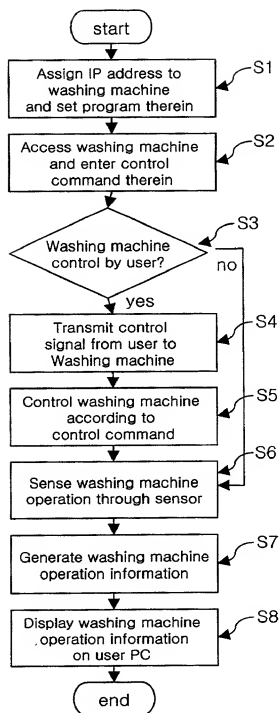 start
S1
Assign IP address to
washing machine
and set program therein
S2
Access washing machine
and enter control
command therein
S3
Washing machine
control by user?
no
yes
S4
Transmit control
signal from user to
Washing machine
S5
Control washing machine
according to
control command
S6
Sense washing machine
operation through sensor
S7
Generate washing machine
operation information
S8
Display washing machine
operation information
on user PC
end